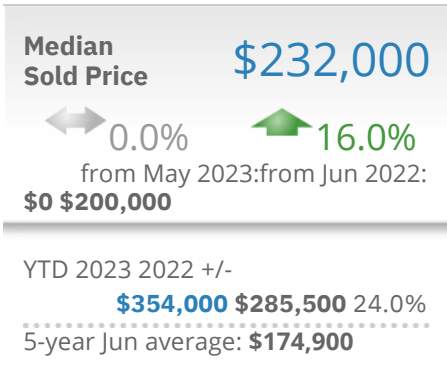 Median
Sold Price
$232,000
0.0%
16.0%
from May 2023:from Jun 2022:
$0 $200,000
YTD 2023 2022 +/-
$354,000 $285,500 24.0%
5-year Jun average: $174,900